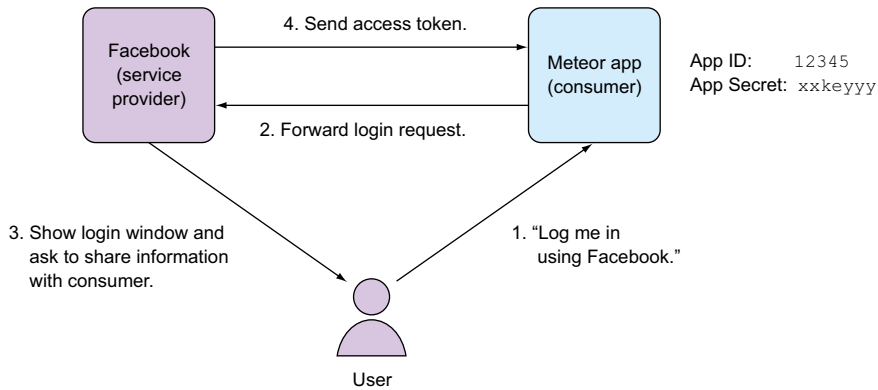 Facebook
(service
provider)
4. Send access token.
Meteor app
(consumer)
App ID: 12345
App Secret: xxkeyyy
2. Forward login request.
3. Show login window and
ask to share information
with consumer.
1. “Log me in
using Facebook.”
User